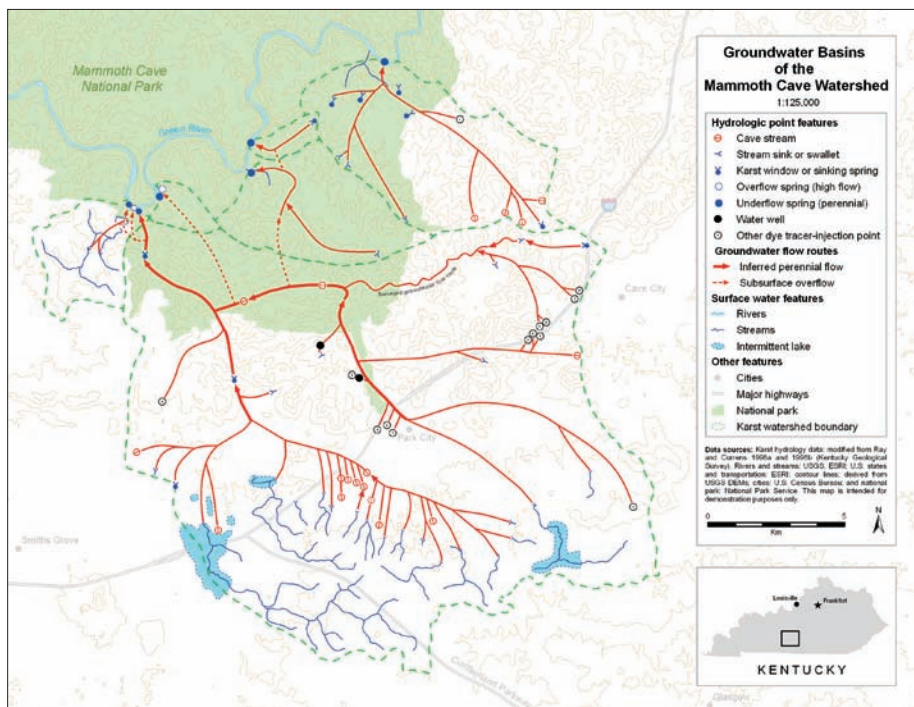 Mammoth Cave
National Park
Green River
Cave City
Park City
Smiths Grove
Cumberland Parkway
Glasgow
Groundwater Basins
of the
Mammoth Cave Watershed
1:125,000
Hydrologic point features
Cave stream
Stream sink or swallet
Karst window or sinking spring
Overflow spring (high flow)
Underflow spring (perennial)
Water well
Other dye tracer-injection point
Groundwater flow routes
Inferred perennial flow
Subsurface overflow
Surface water features
Rivers
Streams
Intermittent lake
Other features
Cities
Major highways
National park
Karst watershed boundary
Data sources: Karst hydrology data: modified from Ray
and Currens 1998a and 1998b (Kentucky Geological
Survey). Rivers and streams: USGS, ESRI; U.S. states
and transportation: ESRI; contour lines: derived from
USGS DEMs; cities: U.S. Census Bureau; and national
park: National Park Service. This map is intended for
demonstration purposes only.
0 5
Km
N
Louisville
Frankfort
KENTUCKY